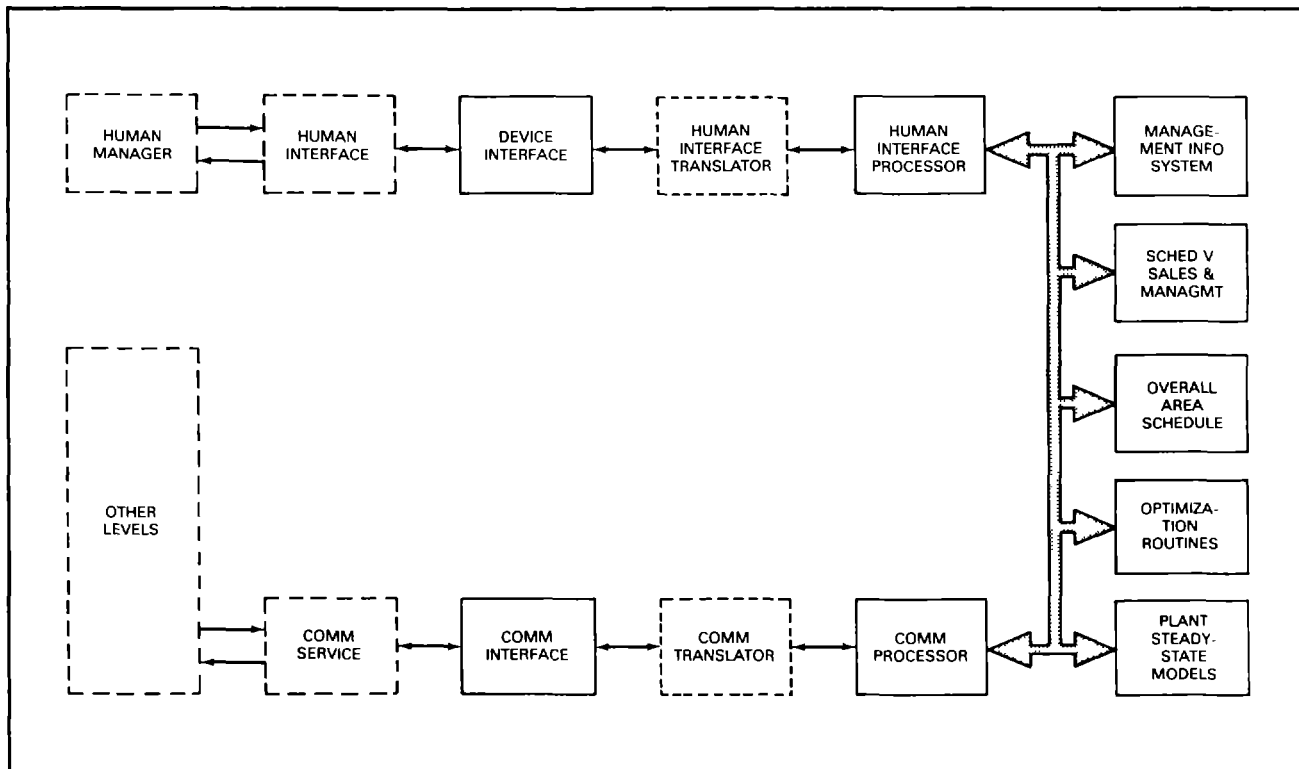 HUMAN
MANAGER
HUMAN
INTERFACE
DEVICE
INTERFACE
HUMAN
INTERFACE
TRANSLATOR
HUMAN
INTERFACE
PROCESSOR
MANAGE-
MENT INFO
SYSTEM
SCHED V
SALES &
MANAGMT
OVERALL
AREA
SCHEDULE
OPTIMIZA-
TION
ROUTINES
OTHER
LEVELS
COMM
SERVICE
COMM
INTERFACE
COMM
TRANSLATOR
COMM
PROCESSOR
PLANT
STEADY-
STATE
MODELS